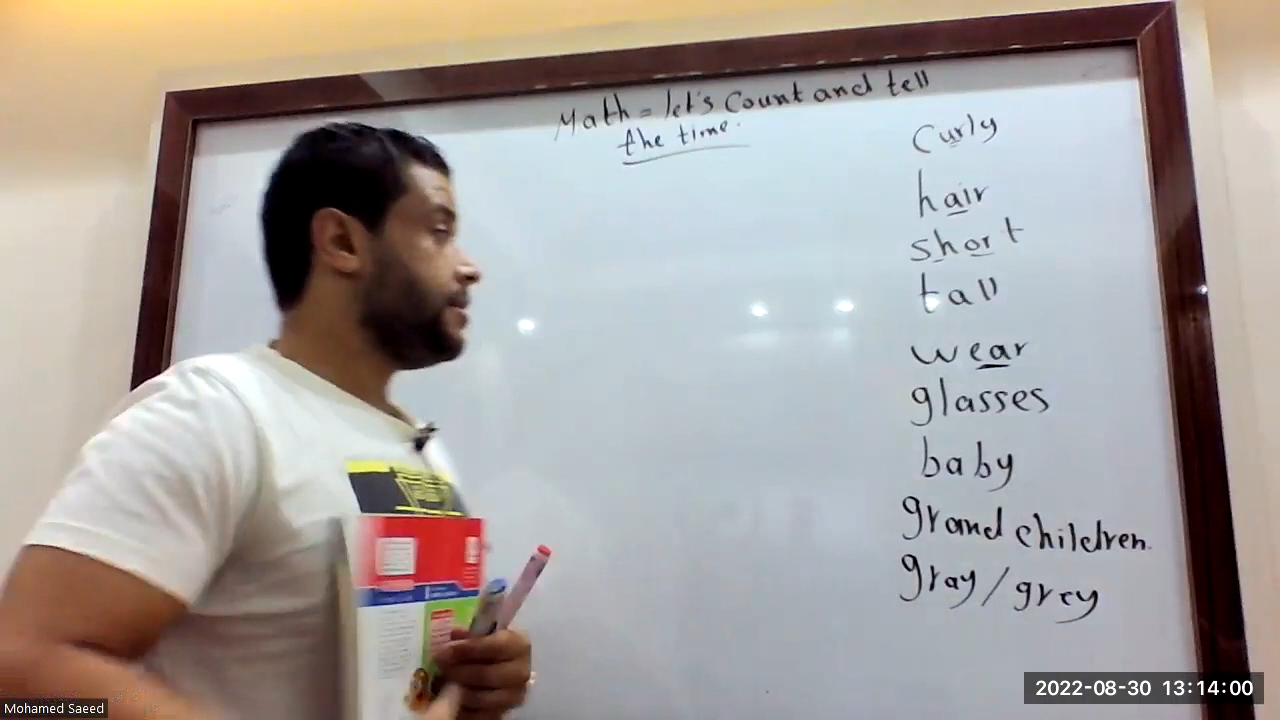 Math = let's count and tell
the time.
Curly
hair
short
tall
wear
glasses
baby
grand children.
gray / grey
Mohamed Saeed
2022-08-30 13:14:00